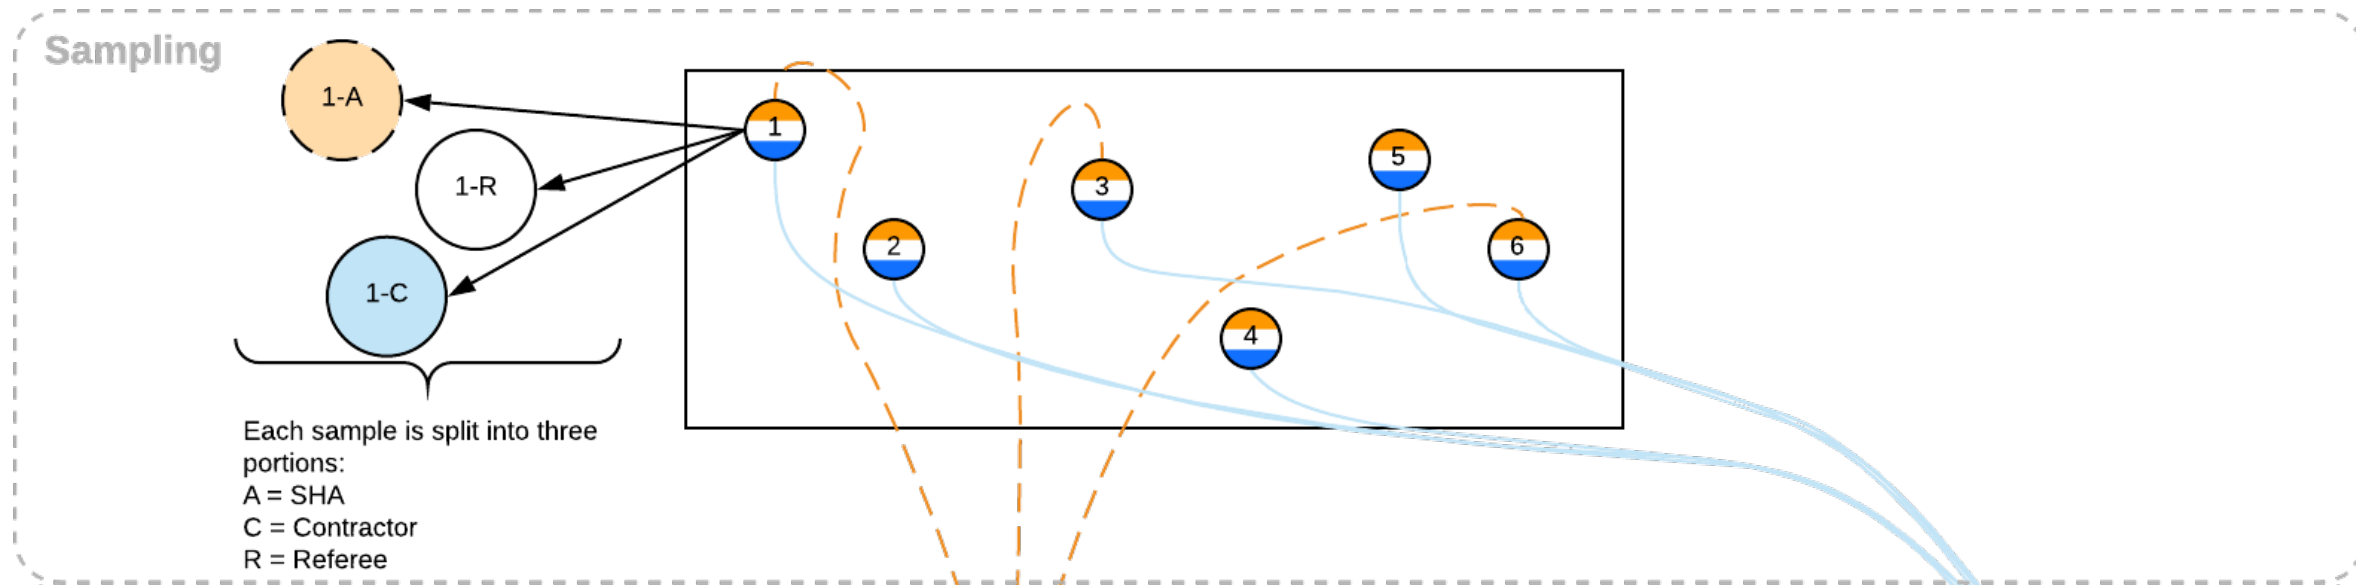 Sampling
1-A
1-R
1-C
1
2
3
4
5
6
Each sample is split into three
portions:
A = SHA
C = Contractor
R = Referee